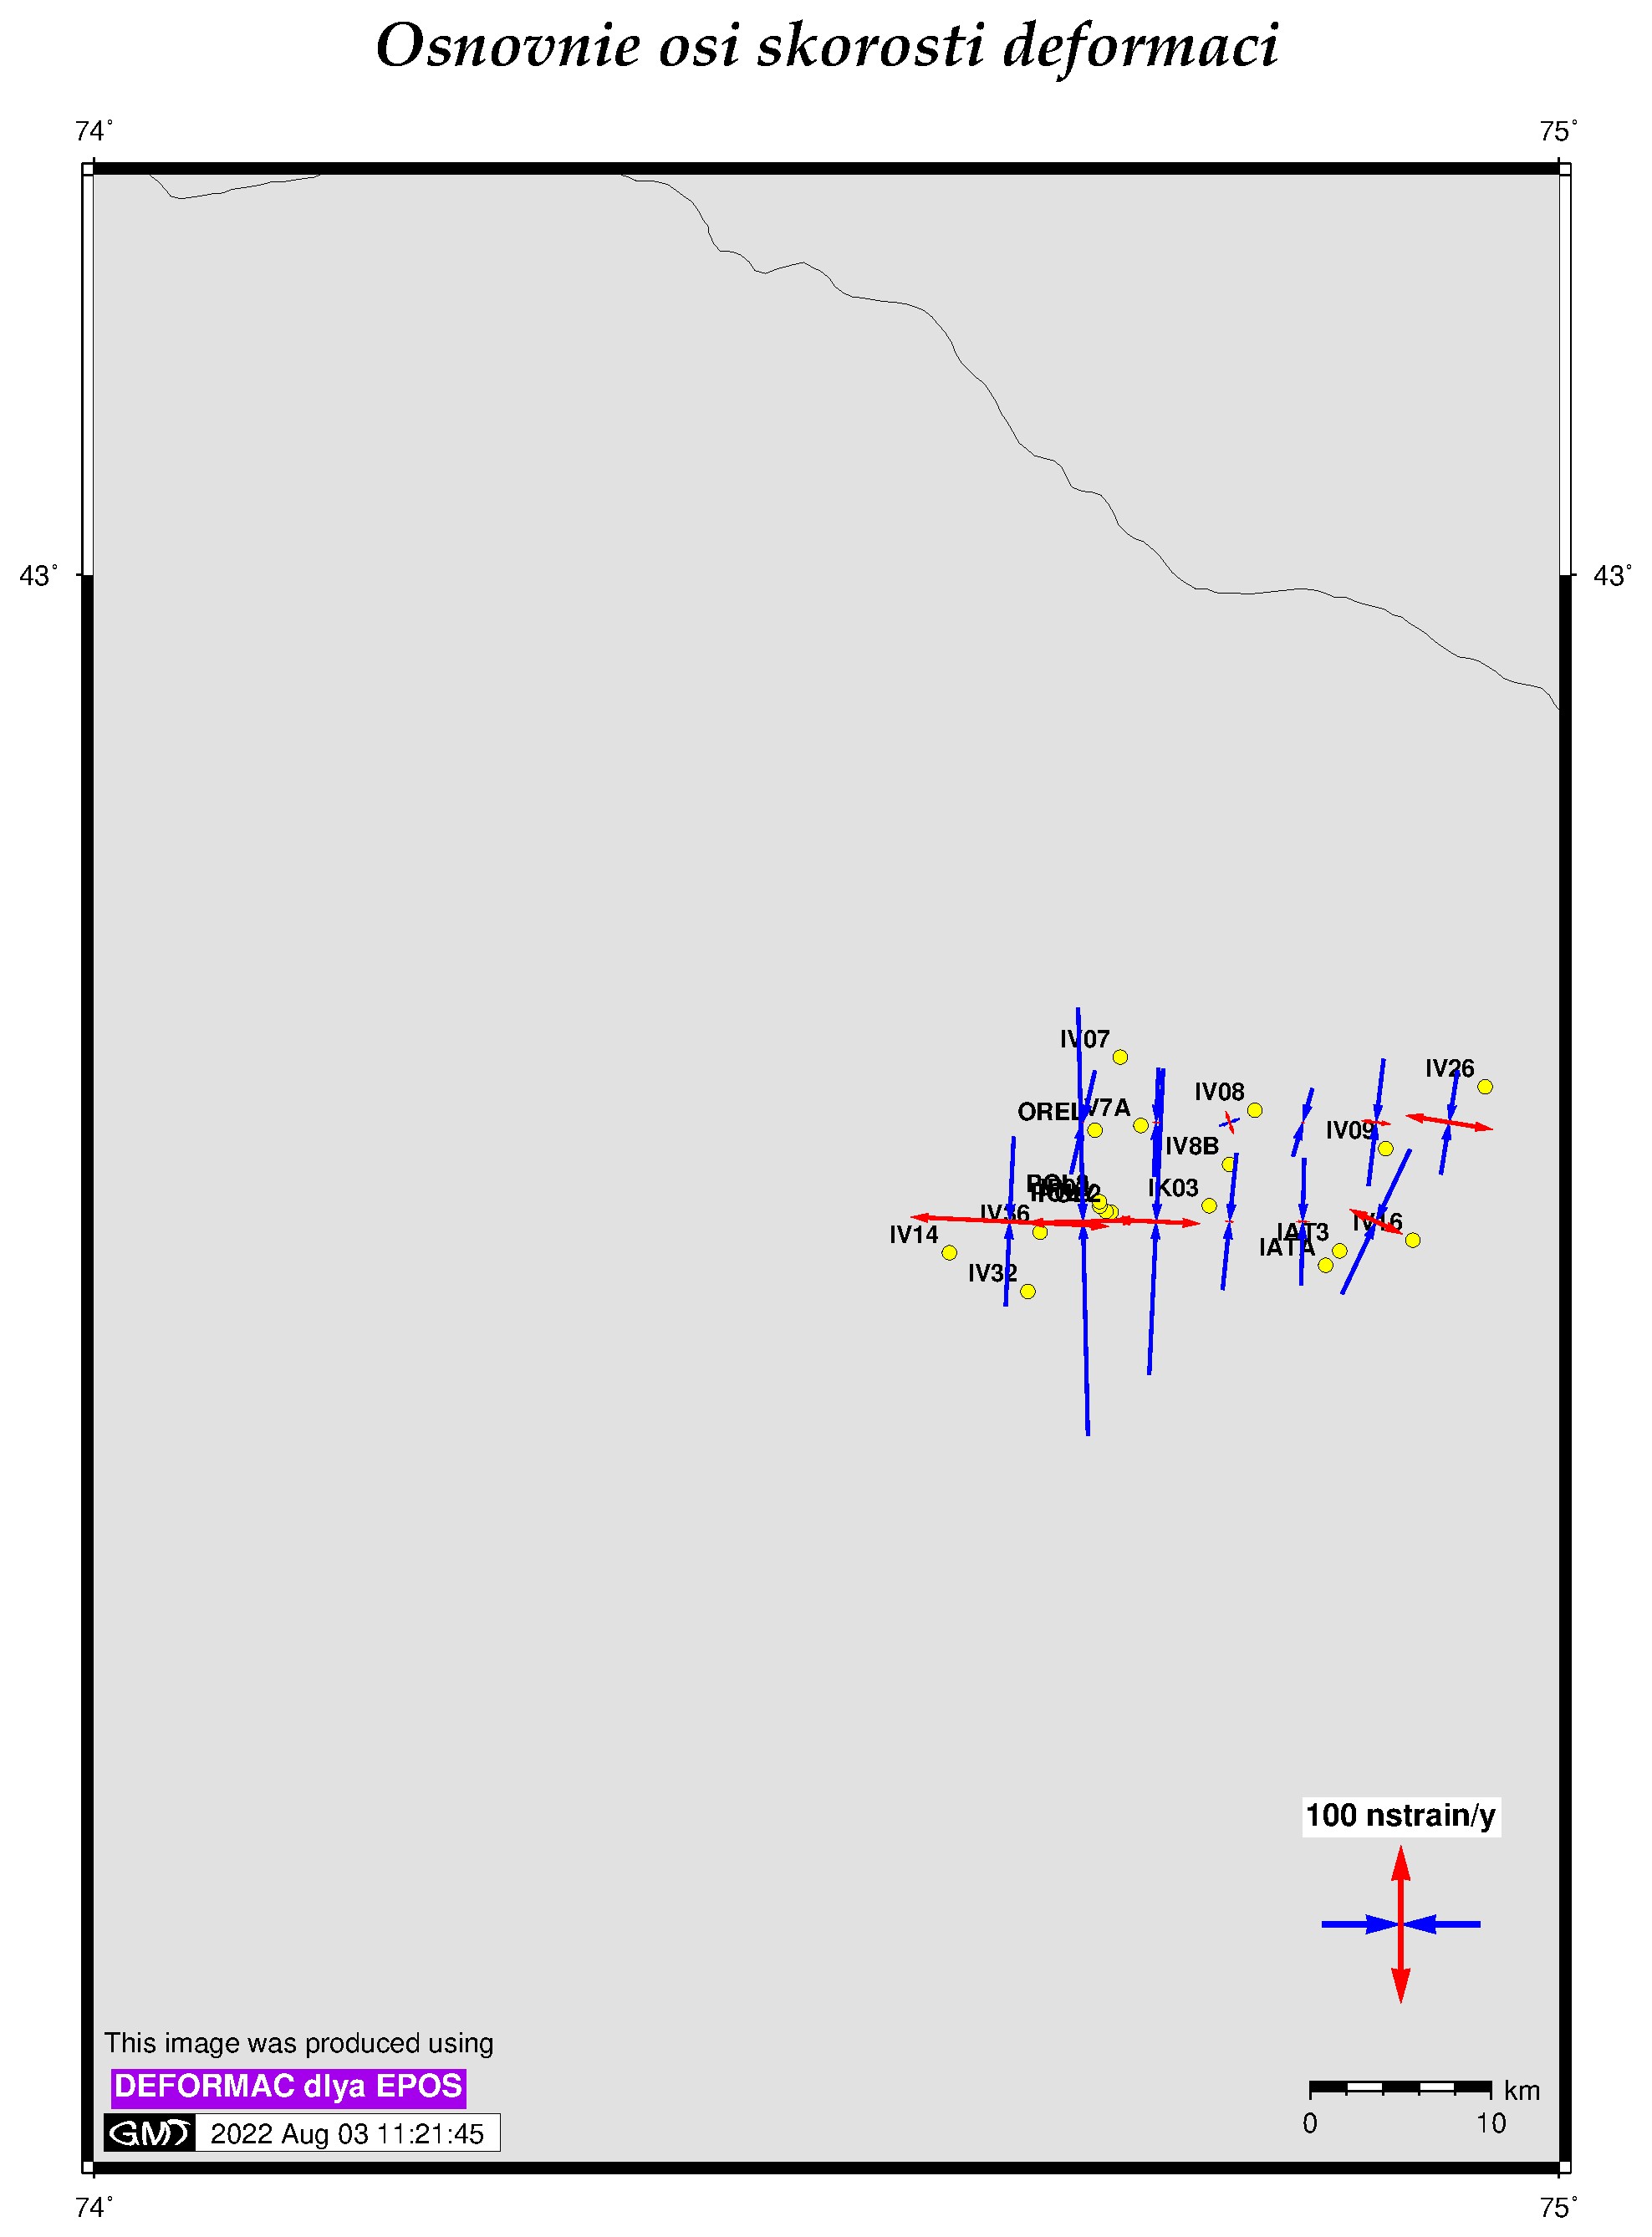 Osnovnie osi skorosti deformaci
74° 75°
43° 43°
IV07
IV26
IV08
OREL V7A
IV09
IV8B
IK03
IV36
IV16
IV14
IAT3
IATA
IV32
100 nstrain/y
This image was produced using
DEFORMAC dlya EPOS
km
GMT 2022 Aug 03 11:21:45
0 10
74° 75°